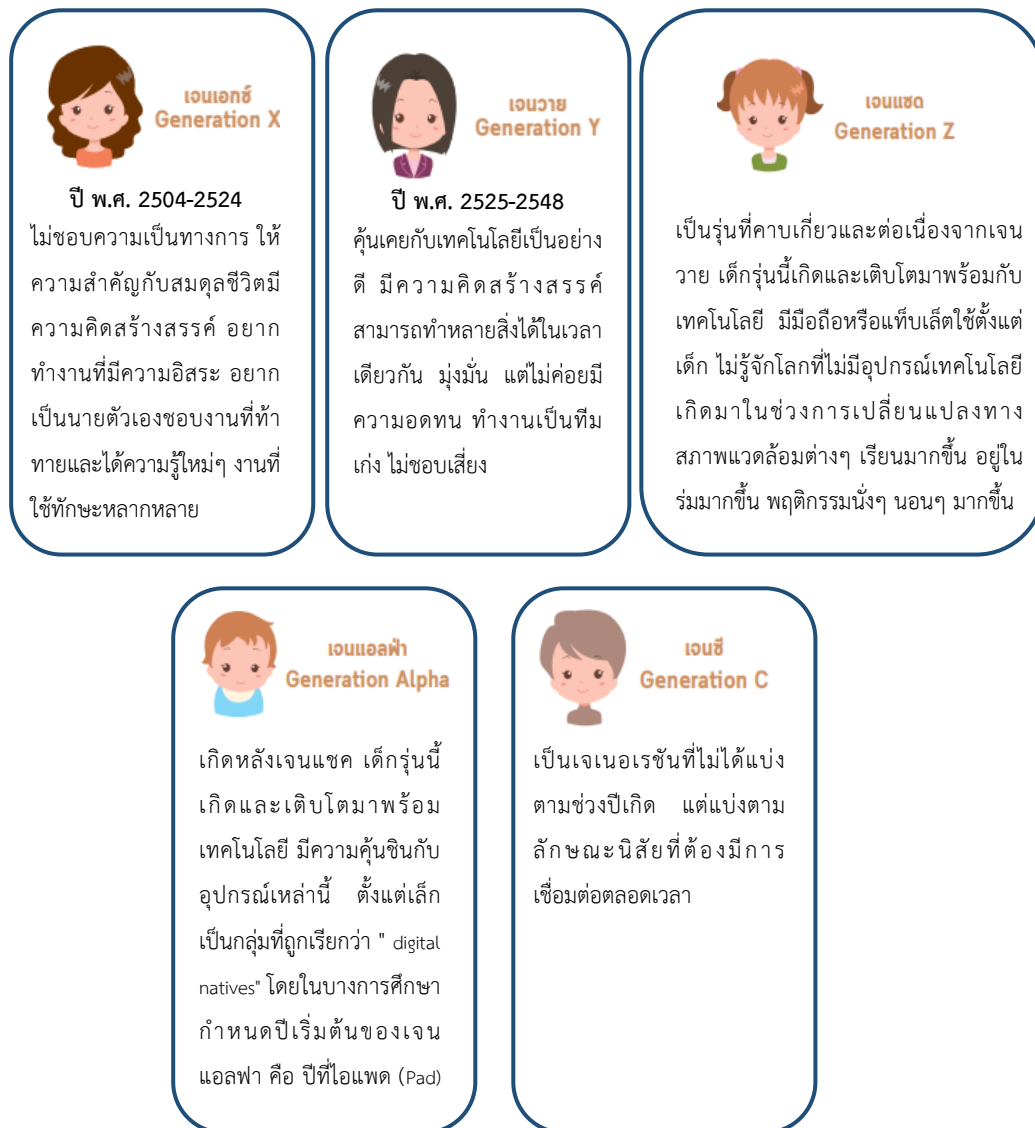 เจนเอกซ์
Generation X
ปี พ.ศ. 2504-2524
ไม่ชอบความเป็นทางการ ให้
ความสำคัญกับสมดุลชีวิตมี
ความคิดสร้างสรรค์ อยาก
ทำงานที่มีความอิสระ อยาก
เป็นนายตัวเองชอบงานที่ท้า
ทายและได้ความรู้ใหม่ๆ งานที่
ใช้ทักษะหลากหลาย
เจนวาย
Generation Y
ปี พ.ศ. 2525-2548
คุ้นเคยกับเทคโนโลยีเป็นอย่าง
ดี มีความคิดสร้างสรรค์
สามารถทำหลายสิ่งได้ในเวลา
เดียวกัน มุ่งมั่น แต่ไม่ค่อยมี
ความอดทน ทำงานเป็นทีม
เก่ง ไม่ชอบเสี่ยง
เจนแซด
Generation Z
เป็นรุ่นที่คาบเกี่ยวและต่อเนื่องจากเจน
วาย เด็กรุ่นนี้เกิดและเติบโตมาพร้อมกับ
เทคโนโลยี มีมือถือหรือแท็บเล็ตใช้ตั้งแต่
เด็ก ไม่รู้จักโลกที่ไม่มีอุปกรณ์เทคโนโลยี
เกิดมาในช่วงการเปลี่ยนแปลงทาง
สภาพแวดล้อมต่างๆ เรียนมากขึ้น อยู่ใน
ร่มมากขึ้น พฤติกรรมนั่งๆ นอนๆ มากขึ้น
เจนแอลฟ่า
Generation Alpha
เกิดหลังเจนแซค เด็กรุ่นนี้
เกิดและเติบโตมาพร้อม
เทคโนโลยี มีความคุ้นชินกับ
อุปกรณ์เหล่านี้ ตั้งแต่เล็ก
เป็นกลุ่มที่ถูกเรียกว่า " digital
natives" โดยในบางการศึกษา
กำหนดปีเริ่มต้นของเจน
แอลฟา คือ ปีที่ไอแพด (Pad)
เจนซี
Generation C
เป็นเจเนอเรชันที่ไม่ได้แบ่ง
ตามช่วงปีเกิด แต่แบ่งตาม
ลักษณะนิสัยที่ต้องมีการ
เชื่อมต่อตลอดเวลา